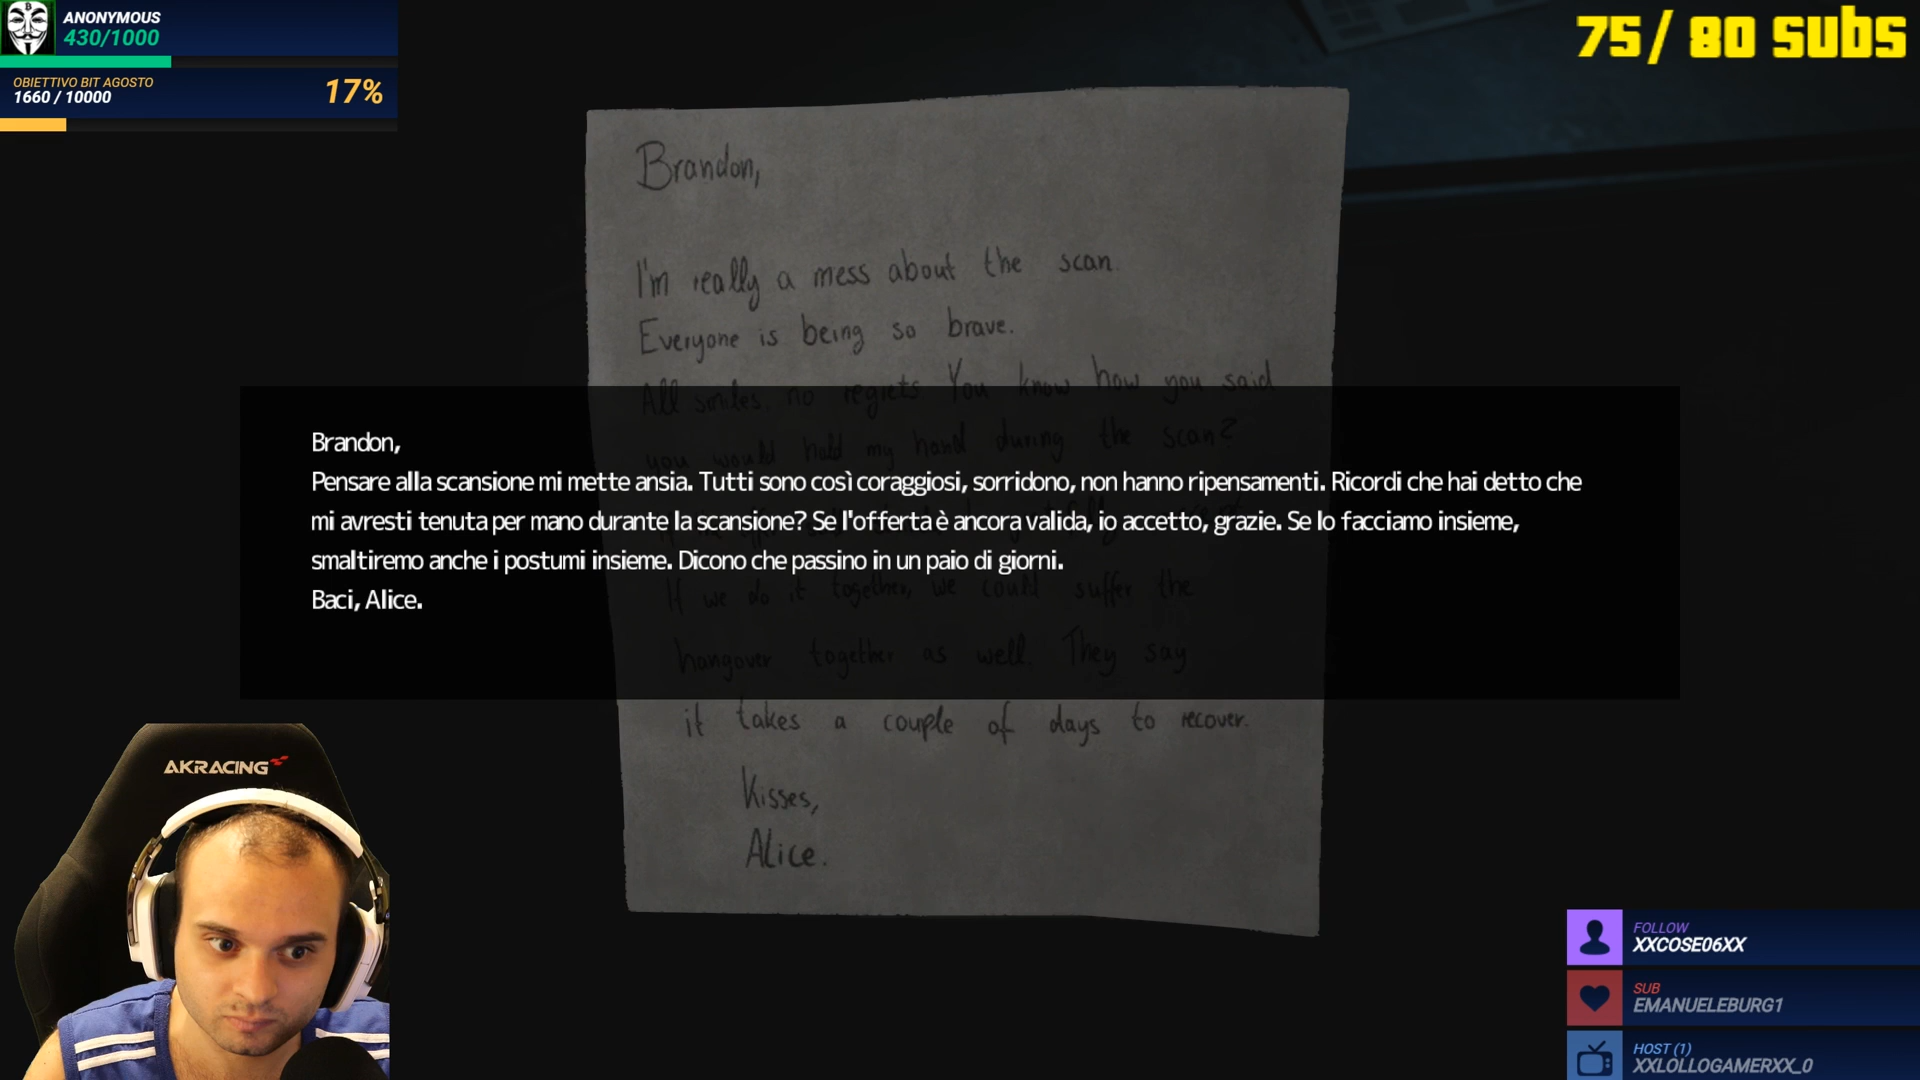 ANONYMOUS
430/1000
OBIETTIVO BIT AGOSTO
1660 / 10000
17%
75/ 80 subs
Brandon,
I'm really a mess about the scan
Everyone is being so brave.
All smiles, no regrets You know how you said
you would hold my hand during the scan?
Brandon,
Pensare alla scansione mi mette ansia. Tutti sono così coraggiosi, sorridono, non hanno ripensamenti. Ricordi che hai detto che
mi avresti tenuta per mano durante la scansione? Se l'offerta è ancora valida, io accetto, grazie. Se lo facciamo insieme,
smaltiremo anche i postumi insieme. Dicono che passino in un paio di giorni.
Baci, Alice.
If we do it together, we could suffer the
hangover together as well. They say
it takes a couple of days to recover.
Kisses,
Alice.
AKRACING
FOLLOW
XXCOSE06XX
SUB
EMANUELEBURG1
HOST (1)
XXLOLLOGAMERXX_0